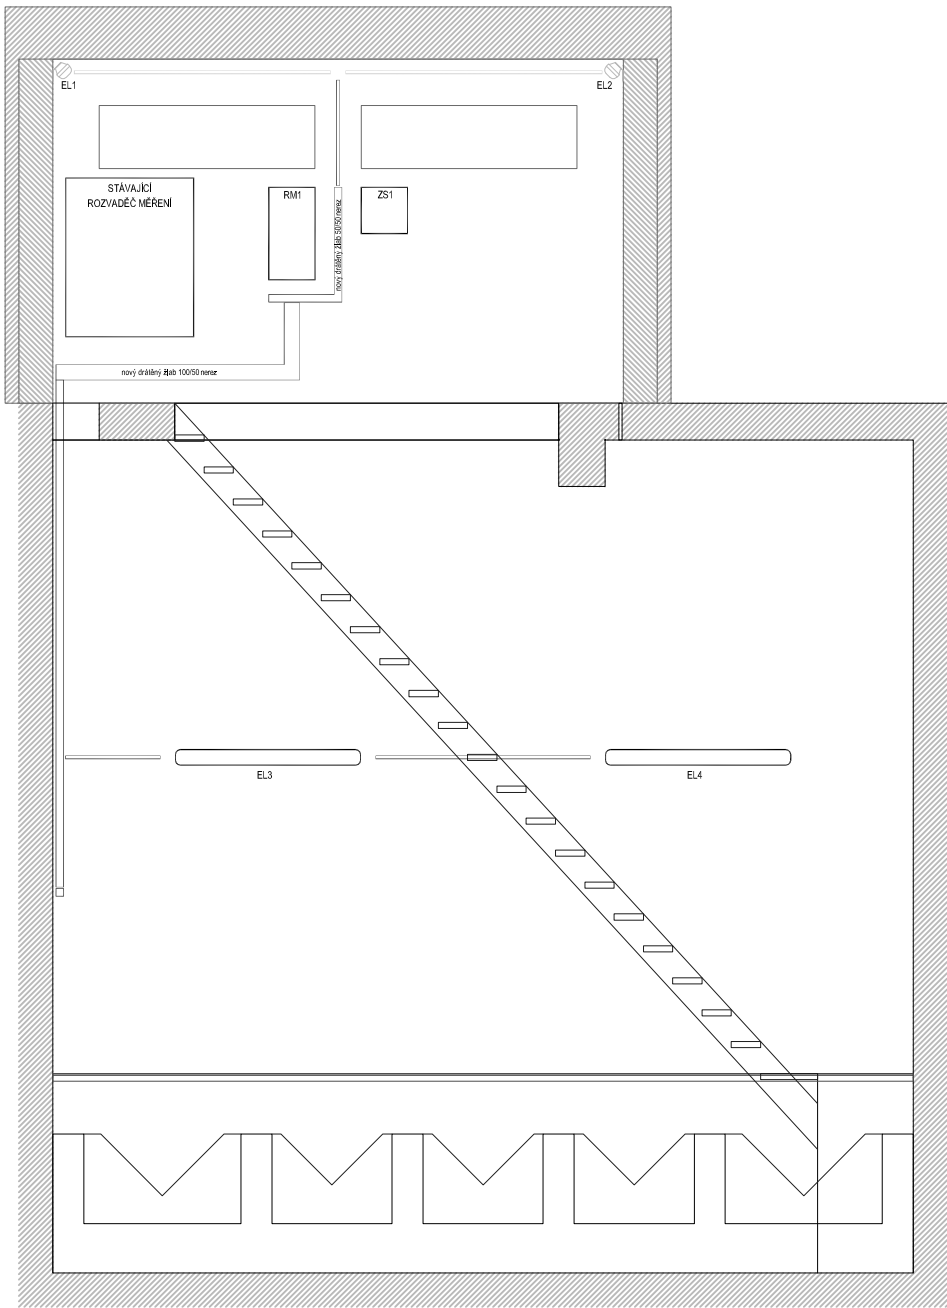 EL1
EL2
STÁVAJÍCÍ
ROZVADĚČ MĚŘENÍ
RM1
ZS1
nový drátěný žlab 50/50 nerez
nový drátěný žlab 100/50 nerez
EL3
EL4